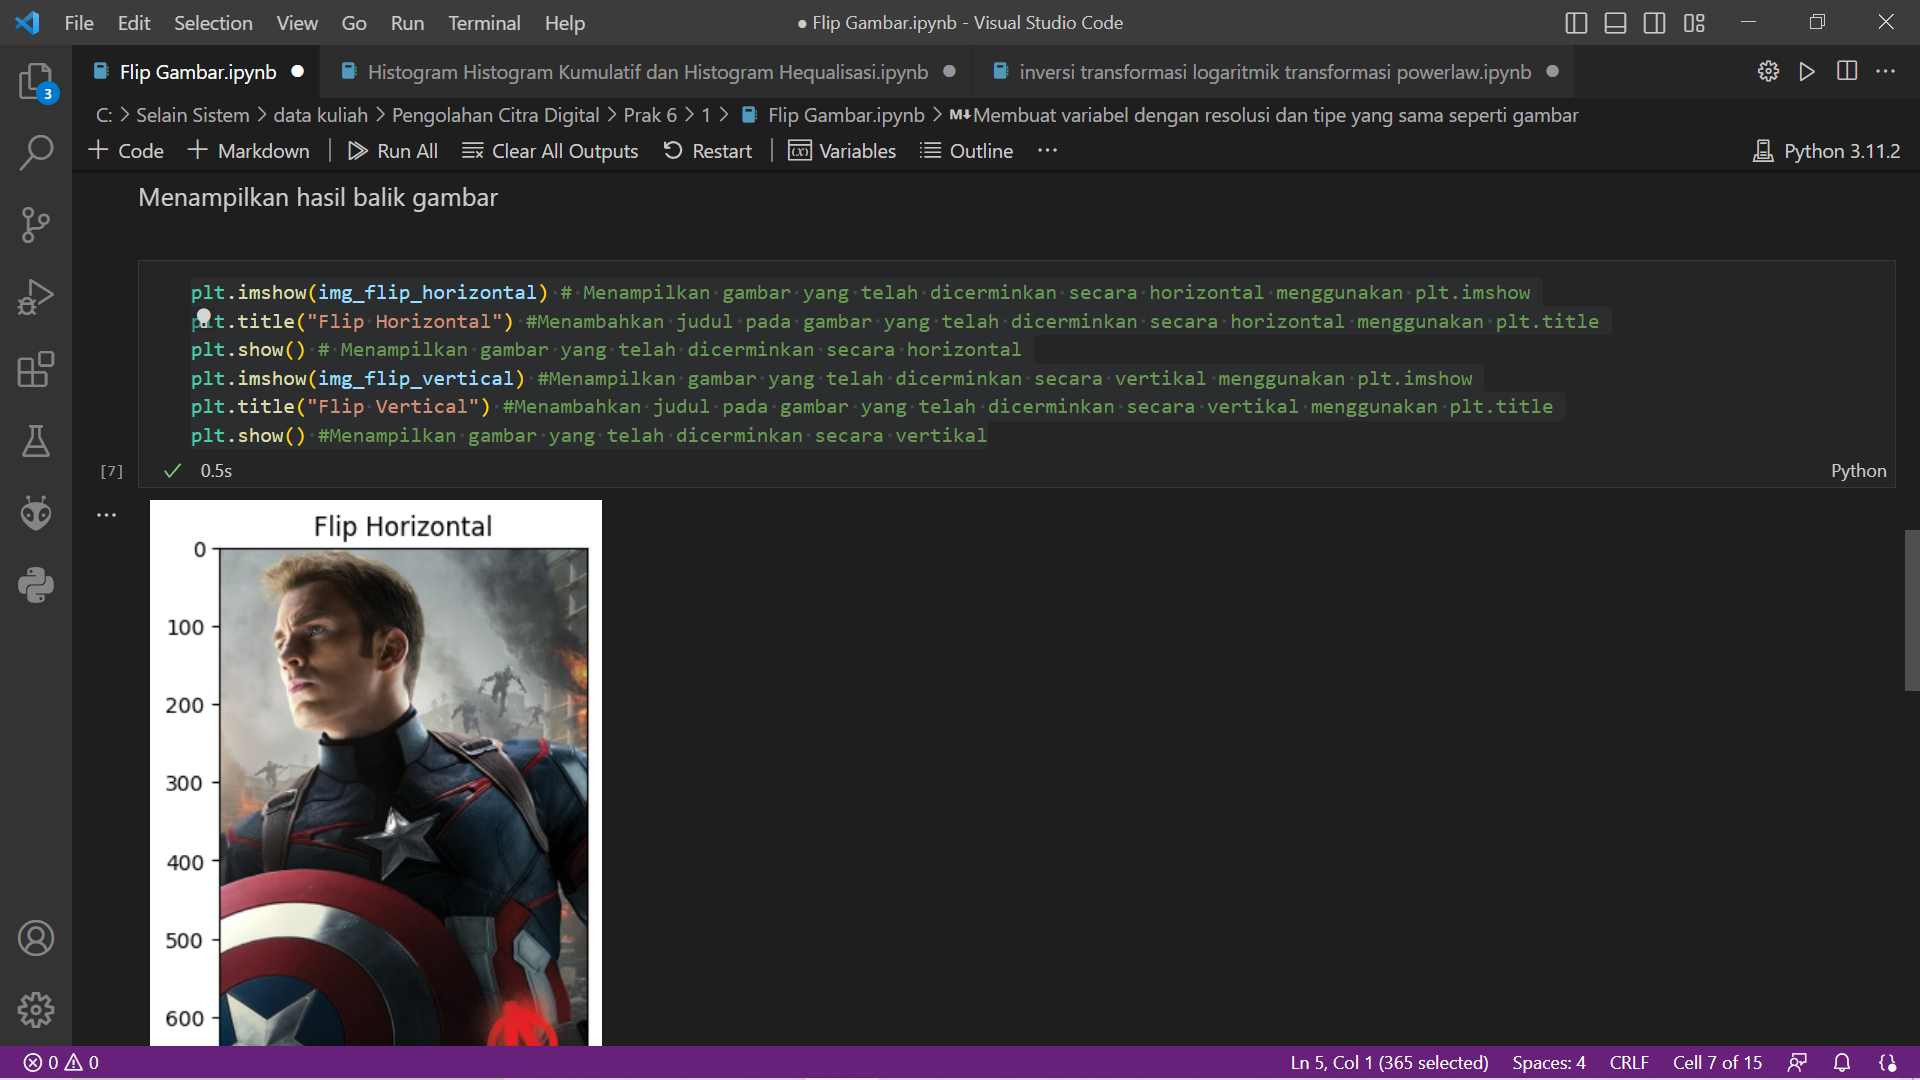 File Edit Selection View Go Run Terminal Help
● Flip Gambar.ipynb - Visual Studio Code
Flip Gambar.ipynb
Histogram Histogram Kumulatif dan Histogram Hequalisasi.ipynb
inversi transformasi logaritmik transformasi powerlaw.ipynb
3
C: > Selain Sistem > data kuliah > Pengolahan Citra Digital > Prak 6 > 1 > Flip Gambar.ipynb > M↓Membuat variabel dengan resolusi dan tipe yang sama seperti gambar
+ Code + Markdown | Run All Clear All Outputs Restart | Variables Outline ··· Python 3.11.2
Menampilkan hasil balik gambar
plt.imshow(img_flip_horizontal) # Menampilkan gambar yang telah dicerminkan secara horizontal menggunakan plt.imshow
plt.title("Flip Horizontal") #Menambahkan judul pada gambar yang telah dicerminkan secara horizontal menggunakan plt.title
plt.show() # Menampilkan gambar yang telah dicerminkan secara horizontal
plt.imshow(img_flip_vertical) #Menampilkan gambar yang telah dicerminkan secara vertikal menggunakan plt.imshow
plt.title("Flip Vertical") #Menambahkan judul pada gambar yang telah dicerminkan secara vertikal menggunakan plt.title
plt.show() #Menampilkan gambar yang telah dicerminkan secara vertikal
[7] 0.5s Python
Flip Horizontal
0
100
200
300
400
500
600
0 0 Ln 5, Col 1 (365 selected) Spaces: 4 CRLF Cell 7 of 15